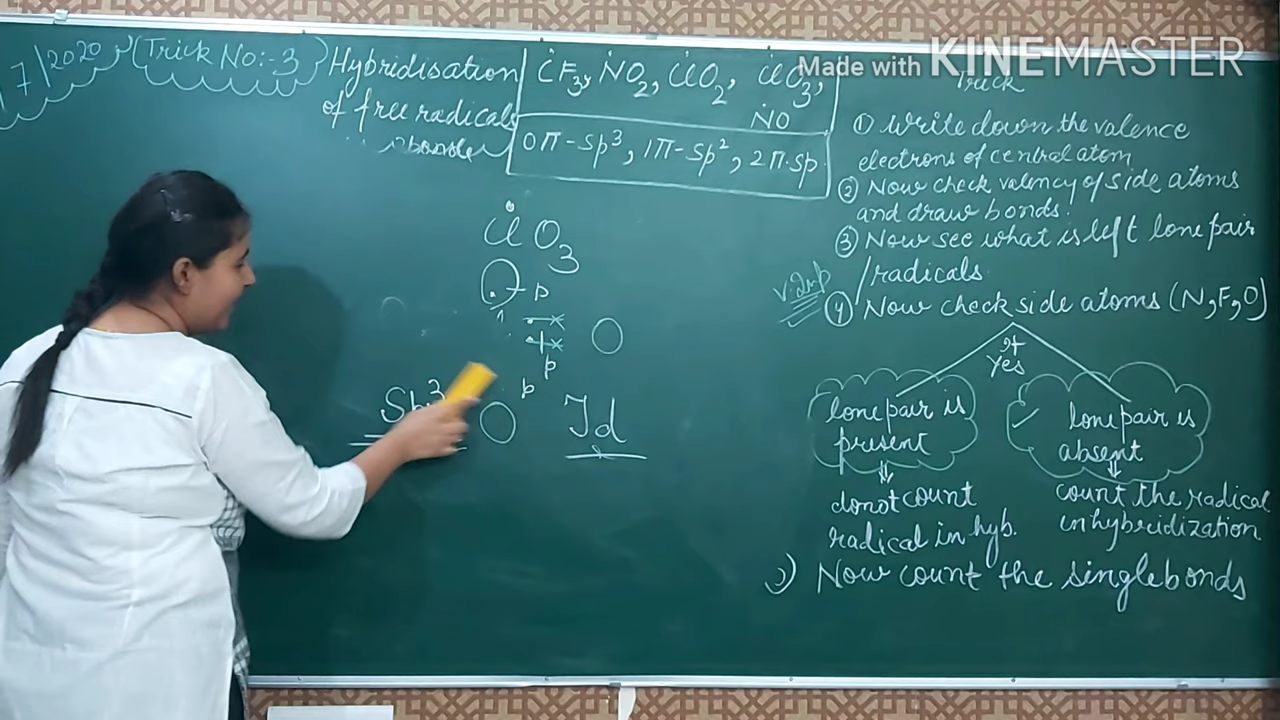 7/2020
(Trick No:-3)
Hybridisation
of free radicals
ĊF3, ṄO2, ĊlO2, ĊlO3,
ṄO
0π-sp³, 1π-sp², 2π-sp.
Made with KINEMASTER
Trick
① Write down the valence
electrons of central atom
② Now check valency of side atoms
and draw bonds.
③ Now see what is left lone pair
/radicals
v.Imp
④ Now check side atoms (N,F,O)
If
Yes
lone pair is
present
⇓
donot count
radical in hyb.
✓ lone pair is
absent
⇓
count the radical
in hybridization.
Now count the single bonds
ĊlO3
p
p
p
Sp³
Td